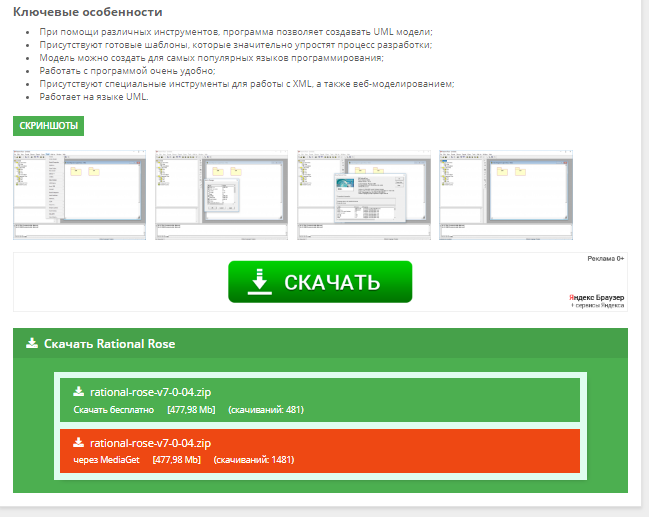 Ключевые особенности
При помощи различных инструментов, программа позволяет создавать UML модели;
Присутствуют готовые шаблоны, которые значительно упростят процесс разработки;
Модель можно создать для самых популярных языков программирования;
Работать с программой очень удобно;
Присутствуют специальные инструменты для работы с XML, а также веб-моделированием;
Работает на языке UML.
СКРИНШОТЫ
Реклама 0+
СКАЧАТЬ
Яндекс Браузер
+ сервисы Яндекса
Скачать Rational Rose
rational-rose-v7-0-04.zip
Скачать бесплатно [477,98 Mb] (скачиваний: 481)
rational-rose-v7-0-04.zip
через MediaGet [477,98 Mb] (скачиваний: 1481)